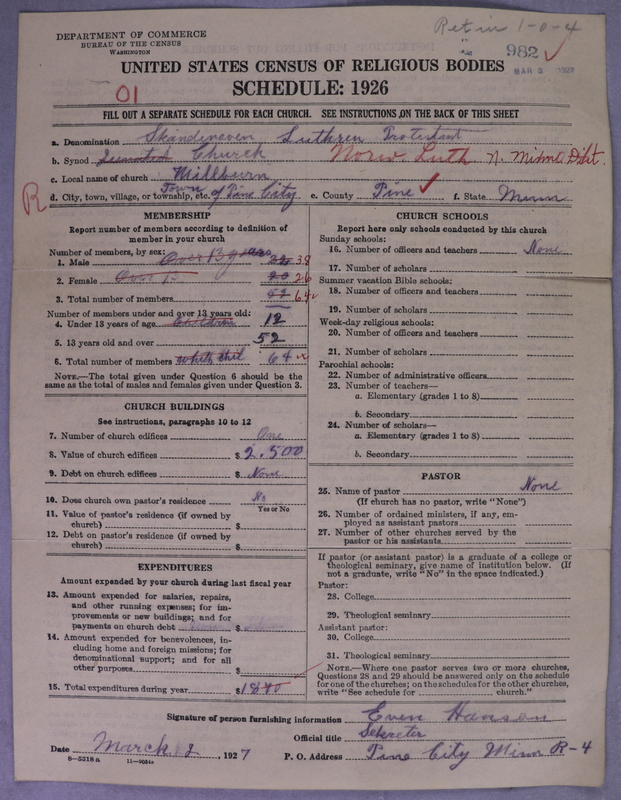 Ret in 1-0-4
DEPARTMENT OF COMMERCE
BUREAU OF THE CENSUS
WASHINGTON
982
MAR 3 1927
UNITED STATES CENSUS OF RELIGIOUS BODIES
SCHEDULE: 1926
01
FILL OUT A SEPARATE SCHEDULE FOR EACH CHURCH. SEE INSTRUCTIONS ON THE BACK OF THIS SHEET
a. Denomination Skandinaven Luthren Protestant
b. Synod Church Norw. Luth N. Minne. Dist.
c. Local name of church Millburn
R
d. City, town, village, or township, etc. Town of Pine City e. County Pine f. State Minn
MEMBERSHIP
Report number of members according to definition of
member in your church
Number of members, by sex:
1. Male 38
2. Female Over 13 26
3. Total number of members 52 64
Number of members under and over 13 years old:
4. Under 13 years of age Children 12
5. 13 years old and over 52
6. Total number of members 64
NOTE.—The total given under Question 6 should be
same as the total of males and females given under Question 3.
CHURCH BUILDINGS
See instructions, paragraphs 10 to 12
7. Number of church edifices One
8. Value of church edifices $2.500
9. Debt on church edifices $None
10. Does church own pastor's residence No
Yes or No
11. Value of pastor's residence (if owned by
church) $
12. Debt on pastor's residence (if owned by
church) $
EXPENDITURES
Amount expended by your church during last fiscal year
13. Amount expended for salaries, repairs,
and other running expenses; for im-
provements or new buildings; and for
payments on church debt $
14. Amount expended for benevolences, in-
cluding home and foreign missions; for
denominational support; and for all
other purposes $
15. Total expenditures during year $
CHURCH SCHOOLS
Report here only schools conducted by this church
Sunday schools:
16. Number of officers and teachers None
17. Number of scholars
Summer vacation Bible schools:
18. Number of officers and teachers
19. Number of scholars
Week-day religious schools:
20. Number of officers and teachers
21. Number of scholars
Parochial schools:
22. Number of administrative officers
23. Number of teachers—
a. Elementary (grades 1 to 8)
b. Secondary
24. Number of scholars—
a. Elementary (grades 1 to 8)
b. Secondary
PASTOR
25. Name of pastor None
(If church has no pastor, write "None")
26. Number of ordained ministers, if any, em-
ployed as assistant pastors
27. Number of other churches served by the
pastor or his assistants
If pastor (or assistant pastor) is a graduate of a college or
theological seminary, give name of institution below. (If
not a graduate, write "No" in the space indicated.)
Pastor:
28. College
29. Theological seminary
Assistant pastor:
30. College
31. Theological seminary
NOTE.—Where one pastor serves two or more churches,
Questions 28 and 29 should be answered only on the schedule
for one of the churches; on the schedules for the other churches,
write "See schedule for church."
Signature of person furnishing information Even Hanson
Official title Sekreter
Date March 2, 1927 P. O. Address Pine City Minn R-4
8—5318 a 11—9034a